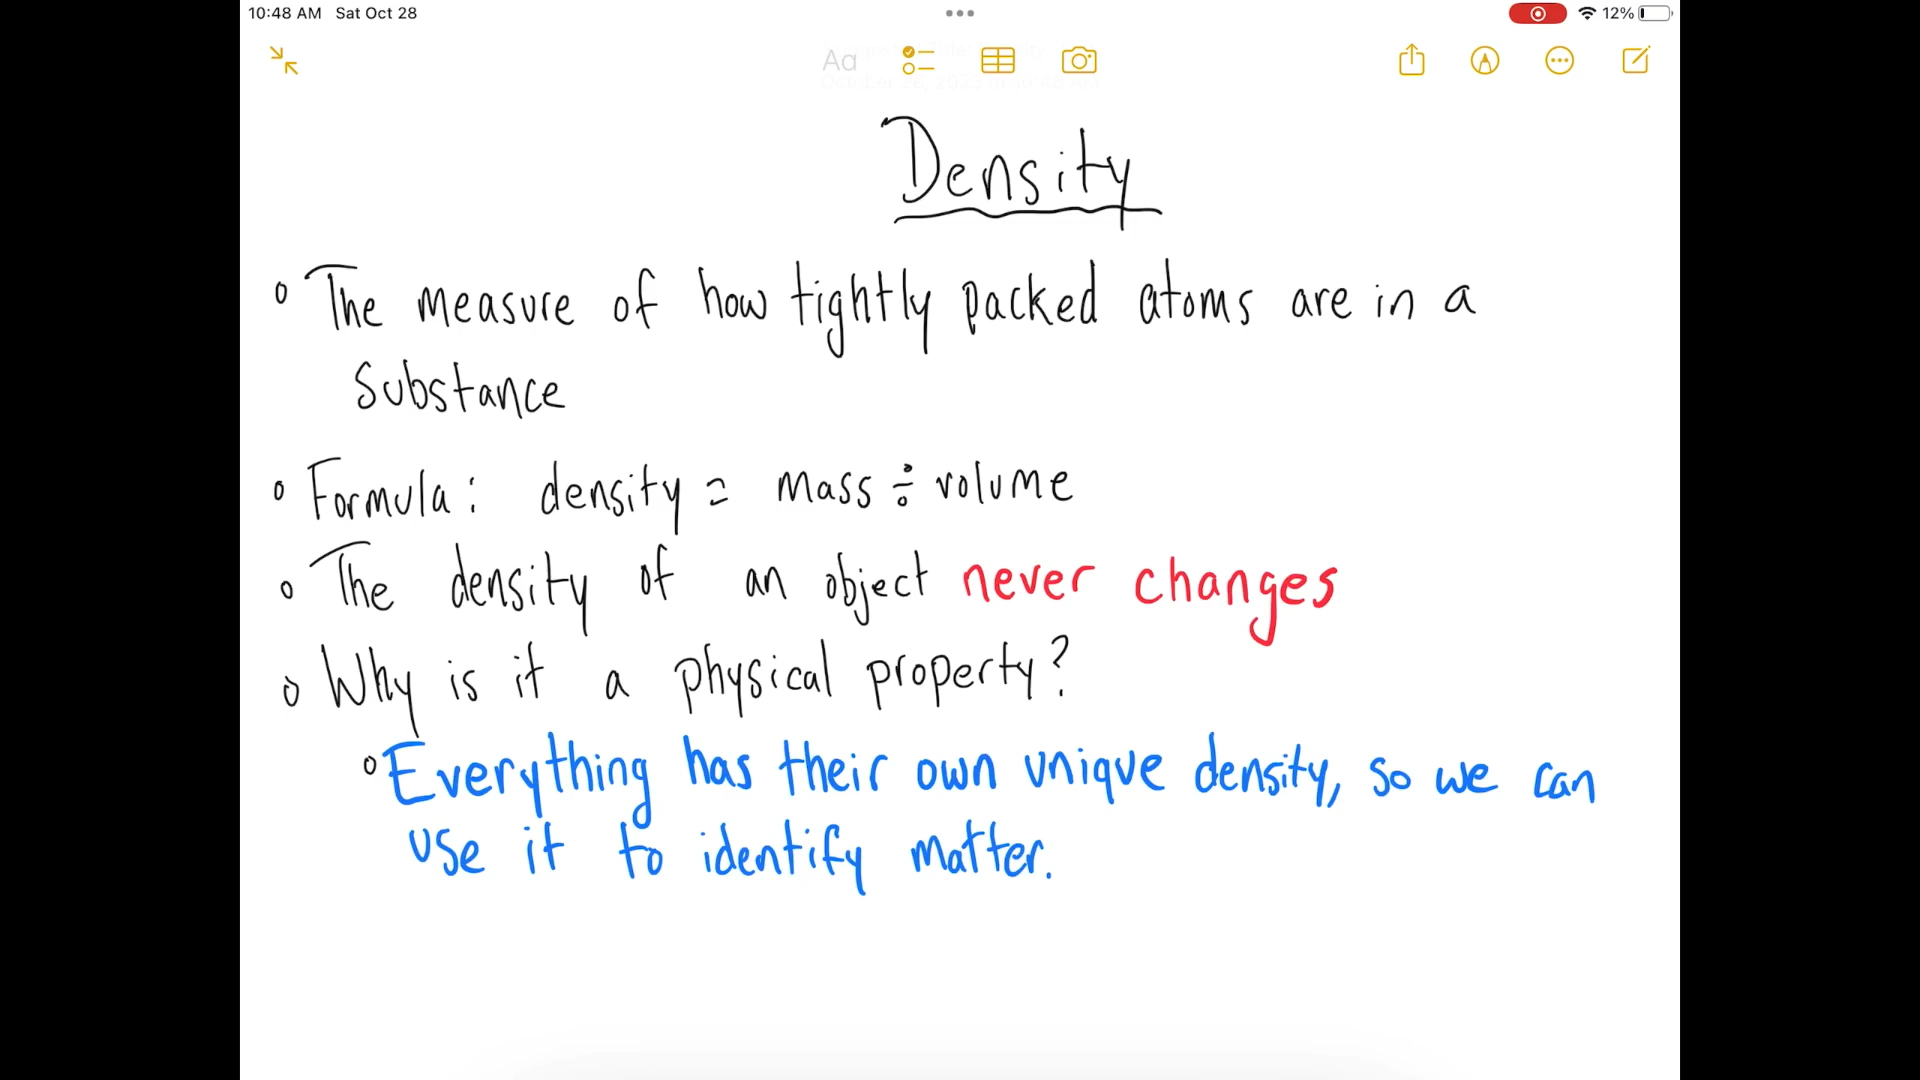 10:48 AM Sat Oct 28
12%
Aa
Density
The measure of how tightly packed atoms are in a
substance
Formula: density = mass ÷ volume
The density of an object never changes
Why is it a physical property?
Everything has their own unique density, so we can
use it to identify matter.